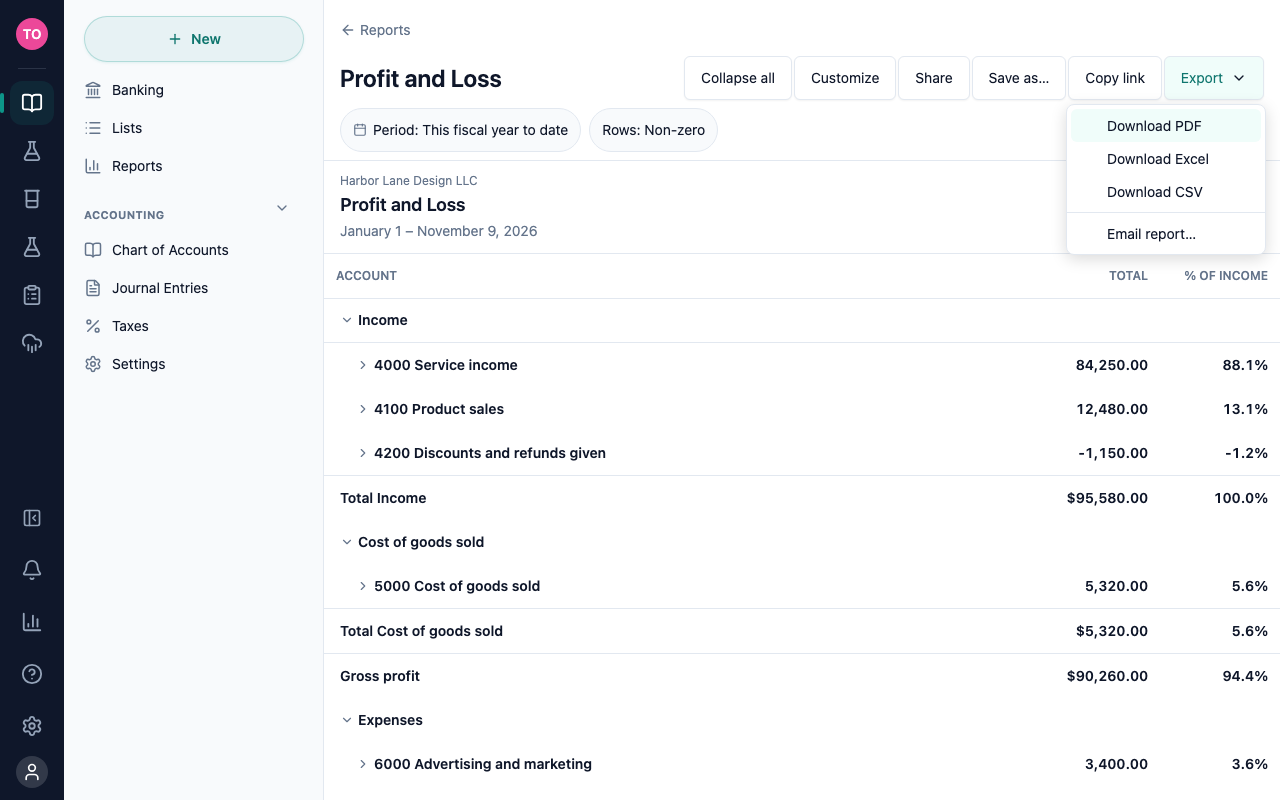 TO
New
Banking
Lists
Reports
ACCOUNTING
Chart of Accounts
Journal Entries
Taxes
Settings
Reports
Profit and Loss
Collapse all
Customize
Share
Save as...
Copy link
Export
Download PDF
Download Excel
Download CSV
Email report...
Period: This fiscal year to date
Rows: Non-zero
Harbor Lane Design LLC
Profit and Loss
January 1 – November 9, 2026
ACCOUNT TOTAL % OF INCOME
Income
4000 Service income 84,250.00 88.1%
4100 Product sales 12,480.00 13.1%
4200 Discounts and refunds given -1,150.00 -1.2%
Total Income $95,580.00 100.0%
Cost of goods sold
5000 Cost of goods sold 5,320.00 5.6%
Total Cost of goods sold $5,320.00 5.6%
Gross profit $90,260.00 94.4%
Expenses
6000 Advertising and marketing 3,400.00 3.6%